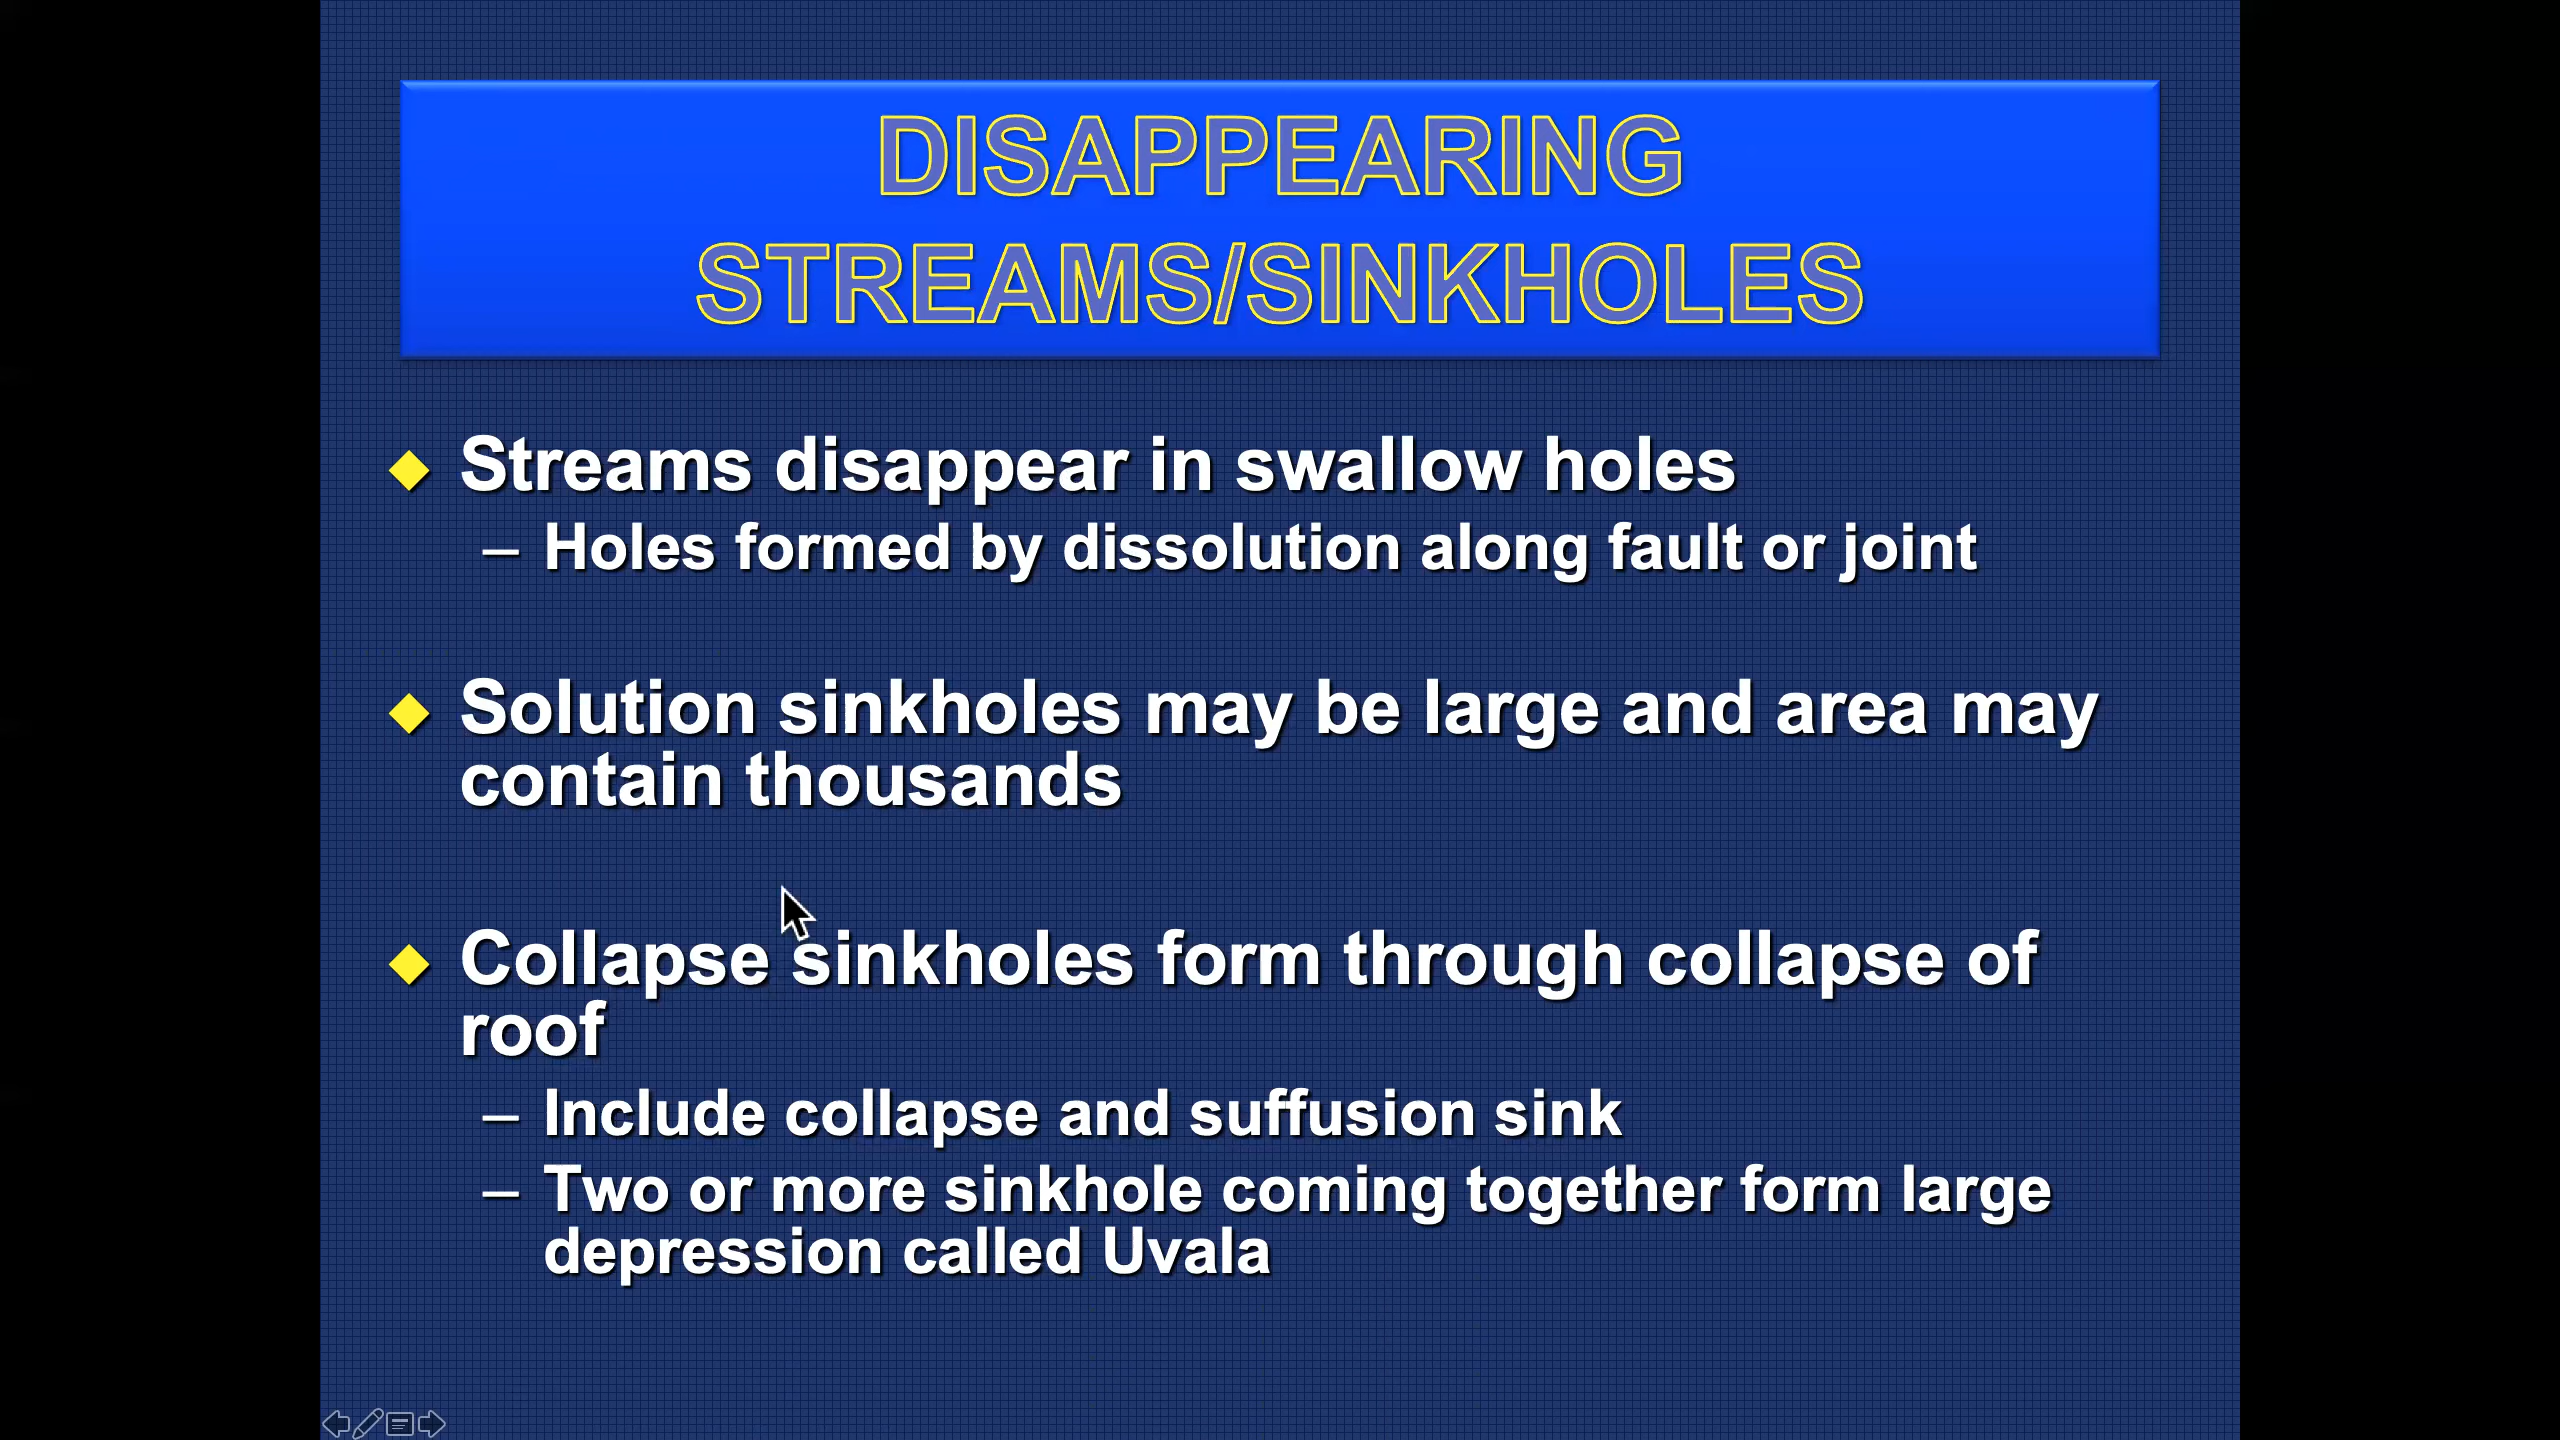 DISAPPEARING
STREAMS/SINKHOLES
Streams disappear in swallow holes
– Holes formed by dissolution along fault or joint
Solution sinkholes may be large and area may
contain thousands
Collapse sinkholes form through collapse of
roof
– Include collapse and suffusion sink
– Two or more sinkhole coming together form large
depression called Uvala